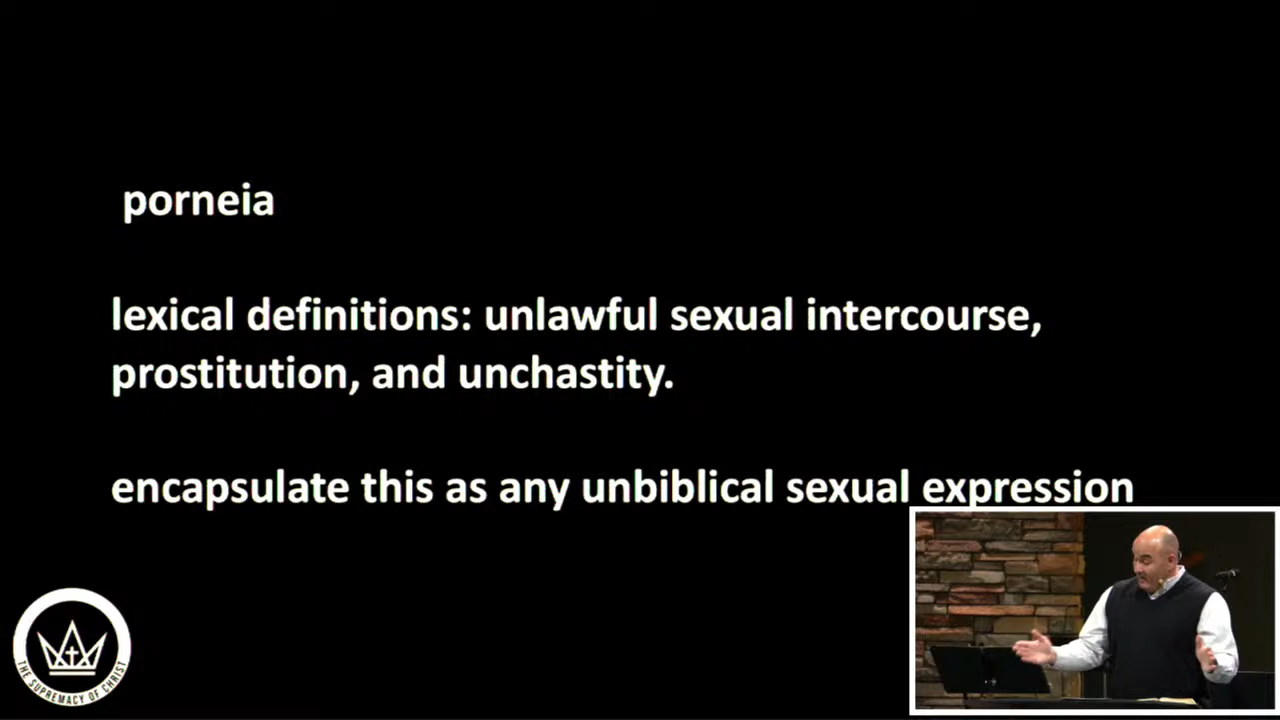 porneia
lexical definitions: unlawful sexual intercourse,
prostitution, and unchastity.
encapsulate this as any unbiblical sexual expression
THE SUPREMACY OF CHRIST